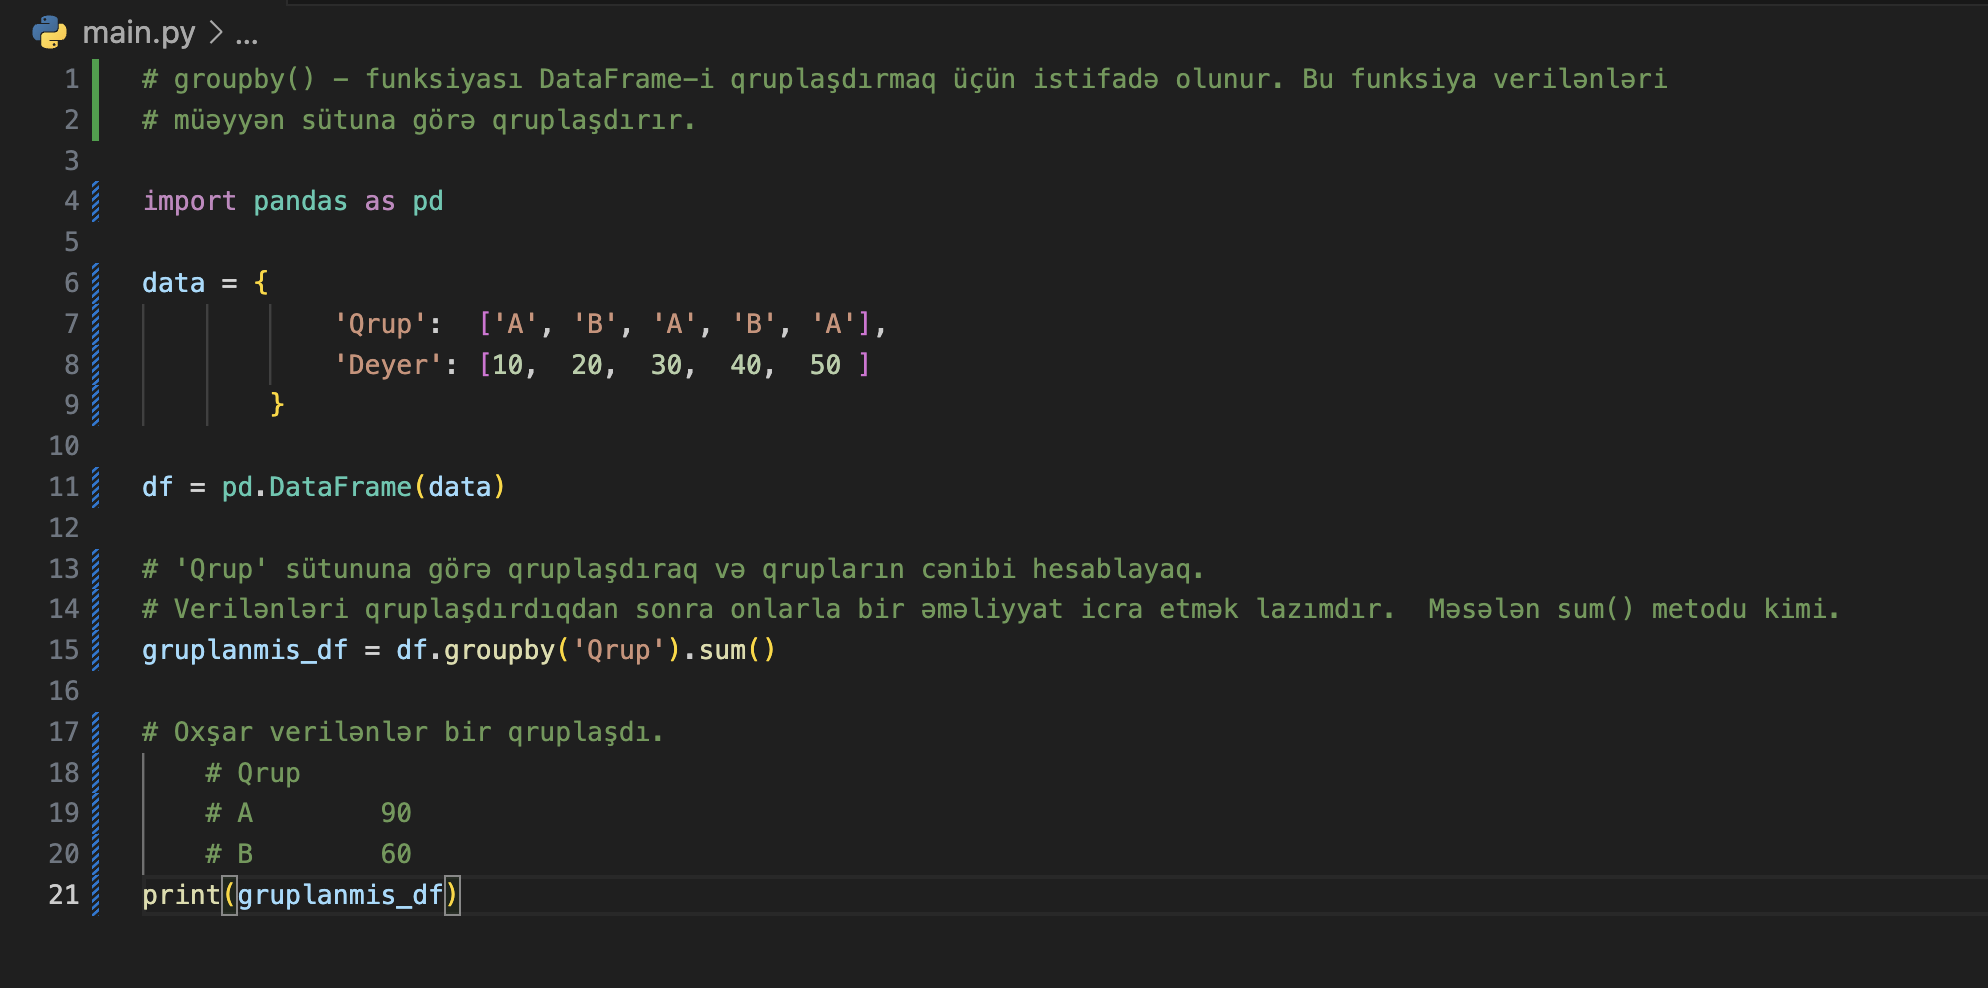 main.py > ...
1 # groupby() - funksiyası DataFrame-i qruplaşdırmaq üçün istifadə olunur. Bu funksiya verilənləri
2 # müəyyən sütuna görə qruplaşdırır.
3
4 import pandas as pd
5
6 data = {
7             'Qrup':  ['A', 'B', 'A', 'B', 'A'],
8             'Deyer': [10,  20,  30,  40,  50 ]
9         }
10
11 df = pd.DataFrame(data)
12
13 # 'Qrup' sütununa görə qruplaşdıraq və qrupların cənibi hesablayaq.
14 # Verilənləri qruplaşdırdıqdan sonra onlarla bir əməliyyat icra etmək lazımdır.  Məsələn sum() metodu kimi.
15 gruplanmis_df = df.groupby('Qrup').sum()
16
17 # Oxşar verilənlər bir qruplaşdı.
18     # Qrup
19     # A        90
20     # B        60
21 print(gruplanmis_df)